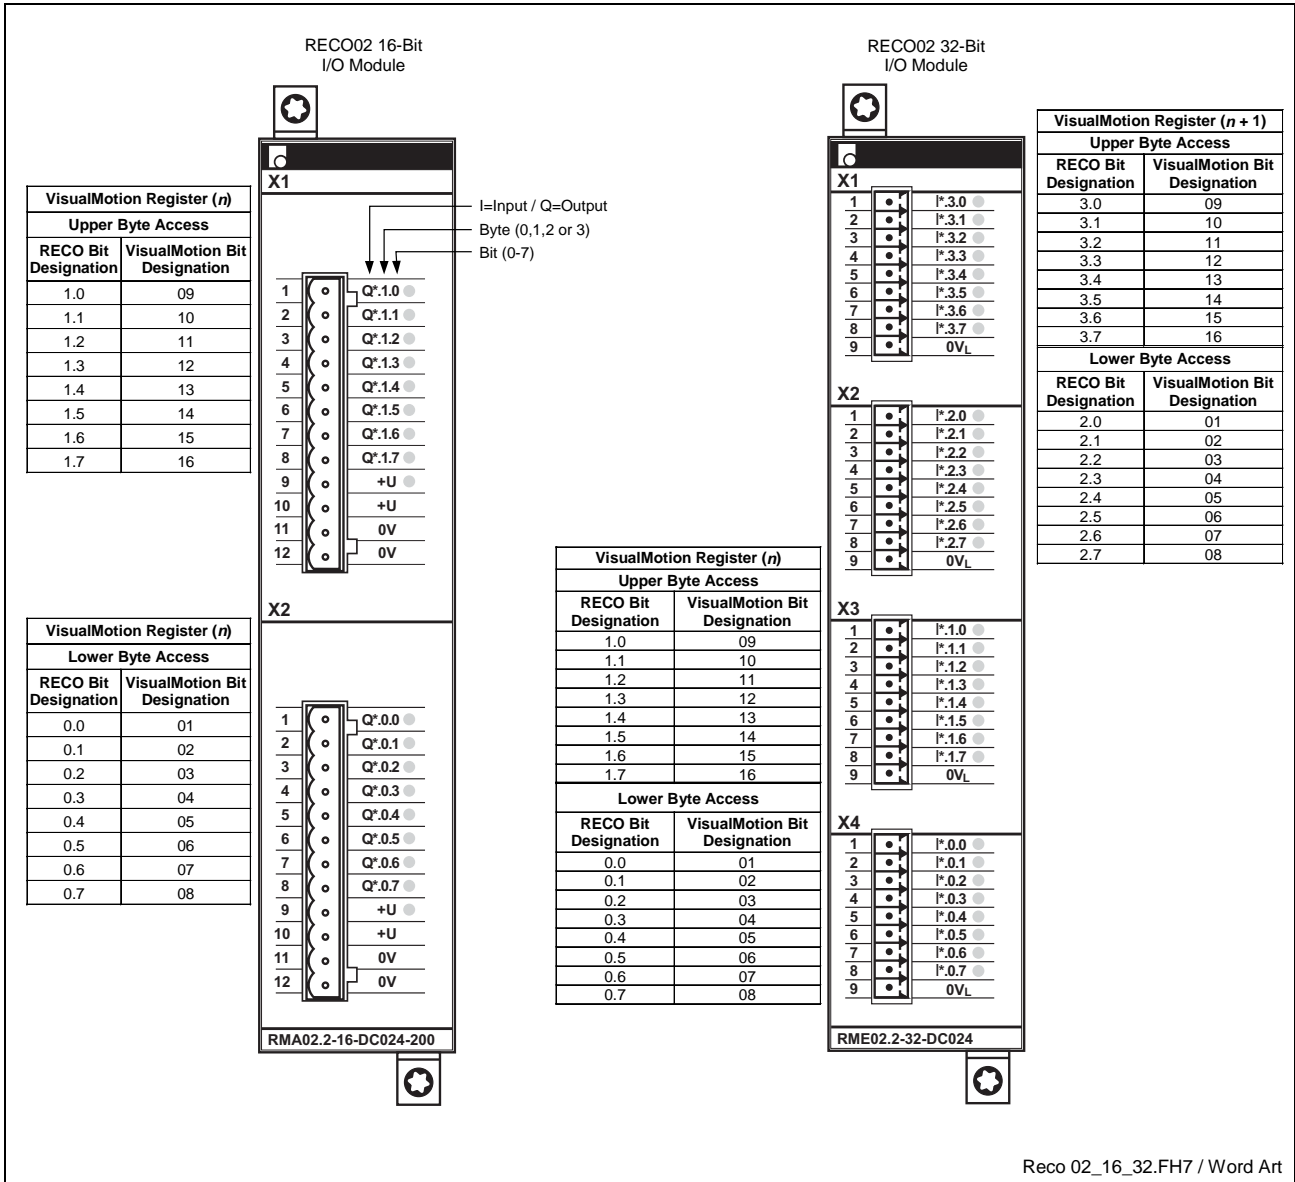 RECO02 16-Bit
I/O Module
VisualMotion Register (n)
Upper Byte Access
RECO Bit Designation VisualMotion Bit Designation
1.0 09
1.1 10
1.2 11
1.3 12
1.4 13
1.5 14
1.6 15
1.7 16
VisualMotion Register (n)
Lower Byte Access
RECO Bit Designation VisualMotion Bit Designation
0.0 01
0.1 02
0.2 03
0.3 04
0.4 05
0.5 06
0.6 07
0.7 08
X1
I=Input / Q=Output
Byte (0,1,2 or 3)
Bit (0-7)
1 Q*.1.0
2 Q*.1.1
3 Q*.1.2
4 Q*.1.3
5 Q*.1.4
6 Q*.1.5
7 Q*.1.6
8 Q*.1.7
9 +U
10 +U
11 0V
12 0V
X2
1 Q*.0.0
2 Q*.0.1
3 Q*.0.2
4 Q*.0.3
5 Q*.0.4
6 Q*.0.5
7 Q*.0.6
8 Q*.0.7
9 +U
10 +U
11 0V
12 0V
RMA02.2-16-DC024-200
RECO02 32-Bit
I/O Module
VisualMotion Register (n)
Upper Byte Access
RECO Bit Designation VisualMotion Bit Designation
1.0 09
1.1 10
1.2 11
1.3 12
1.4 13
1.5 14
1.6 15
1.7 16
Lower Byte Access
RECO Bit Designation VisualMotion Bit Designation
0.0 01
0.1 02
0.2 03
0.3 04
0.4 05
0.5 06
0.6 07
0.7 08
X1
1 I*.3.0
2 I*.3.1
3 I*.3.2
4 I*.3.3
5 I*.3.4
6 I*.3.5
7 I*.3.6
8 I*.3.7
9 0VL
X2
1 I*.2.0
2 I*.2.1
3 I*.2.2
4 I*.2.3
5 I*.2.4
6 I*.2.5
7 I*.2.6
8 I*.2.7
9 0VL
X3
1 I*.1.0
2 I*.1.1
3 I*.1.2
4 I*.1.3
5 I*.1.4
6 I*.1.5
7 I*.1.6
8 I*.1.7
9 0VL
X4
1 I*.0.0
2 I*.0.1
3 I*.0.2
4 I*.0.3
5 I*.0.4
6 I*.0.5
7 I*.0.6
8 I*.0.7
9 0VL
RME02.2-32-DC024
VisualMotion Register (n + 1)
Upper Byte Access
RECO Bit Designation VisualMotion Bit Designation
3.0 09
3.1 10
3.2 11
3.3 12
3.4 13
3.5 14
3.6 15
3.7 16
Lower Byte Access
RECO Bit Designation VisualMotion Bit Designation
2.0 01
2.1 02
2.2 03
2.3 04
2.4 05
2.5 06
2.6 07
2.7 08
Reco 02_16_32.FH7 / Word Art